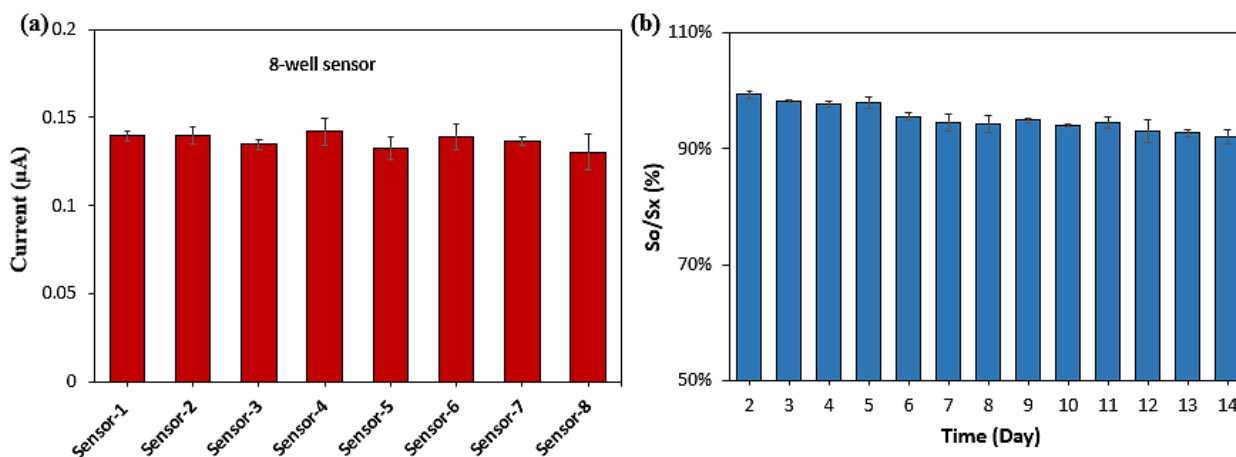 (a)
0.2
0.15
0.1
0.05
0
Current (µA)
8-well sensor
Sensor-1
Sensor-2
Sensor-3
Sensor-4
Sensor-5
Sensor-6
Sensor-7
Sensor-8
(b)
110%
90%
70%
50%
So/Sx (%)
2 3 4 5 6 7 8 9 10 11 12 13 14
Time (Day)